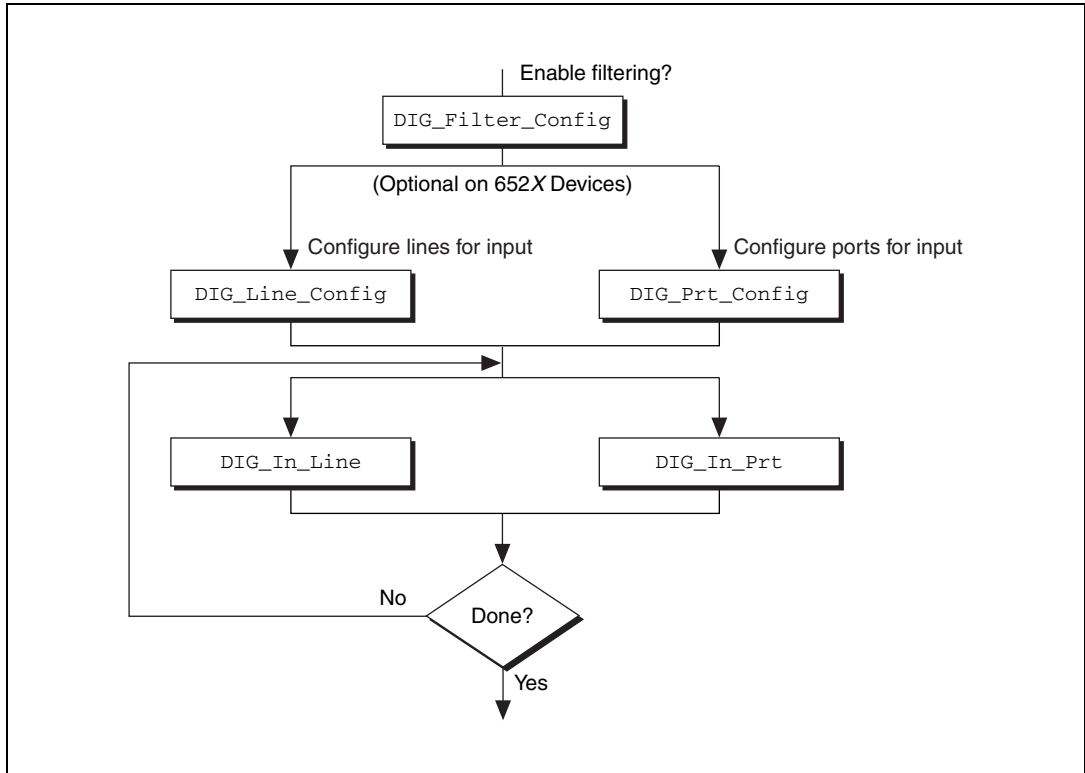 Enable filtering?
DIG_Filter_Config
(Optional on 652X Devices)
Configure lines for input
Configure ports for input
DIG_Line_Config
DIG_Prt_Config
DIG_In_Line
DIG_In_Prt
No
Done?
Yes